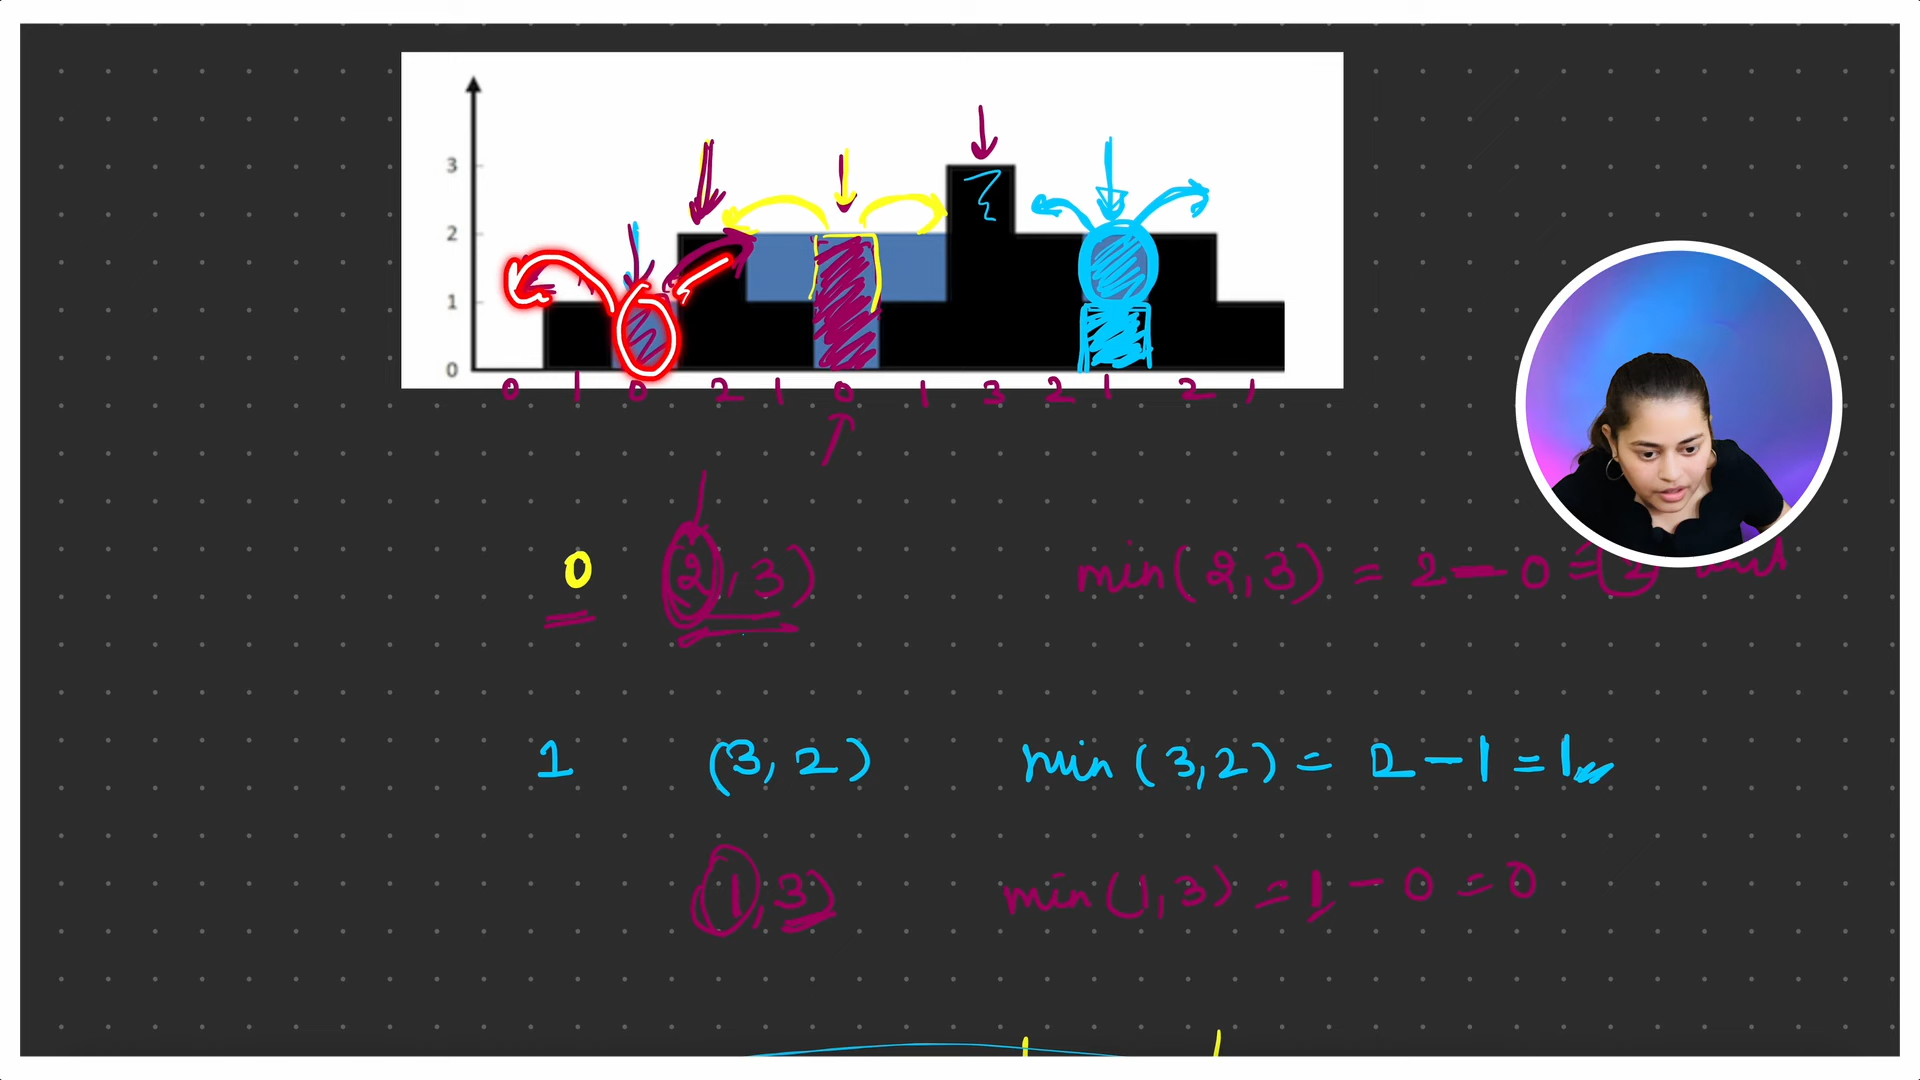 3
2
1
0
0 1 0 2 1 0 1 3 2 1 2 1
0 2, 3) min(2,3) = 2 - 0 = 2
1 (3, 2) min (3,2) = 2 - 1 = 1
(1, 3) min(1,3) = 1 - 0 = 0